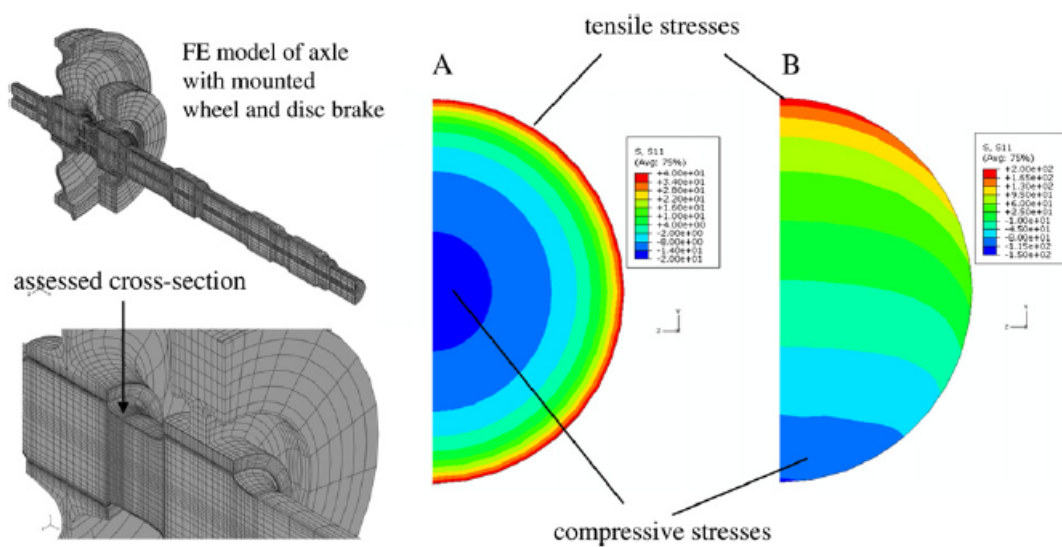 FE model of axle
with mounted
wheel and disc brake
assessed cross-section
tensile stresses
A
B
S, S11
(Avg: 75%)
+4.00e+01
+3.40e+01
+2.80e+01
+2.20e+01
+1.60e+01
+1.00e+01
+4.00e+00
-2.00e+00
-8.00e+00
-1.40e+01
-2.00e+01
Y
Z
S, S11
(Avg: 75%)
+2.00e+02
+1.65e+02
+1.30e+02
+9.50e+01
+6.00e+01
+2.50e+01
-1.00e+01
-4.50e+01
-8.00e+01
-1.15e+02
-1.50e+02
Y
Z
compressive stresses